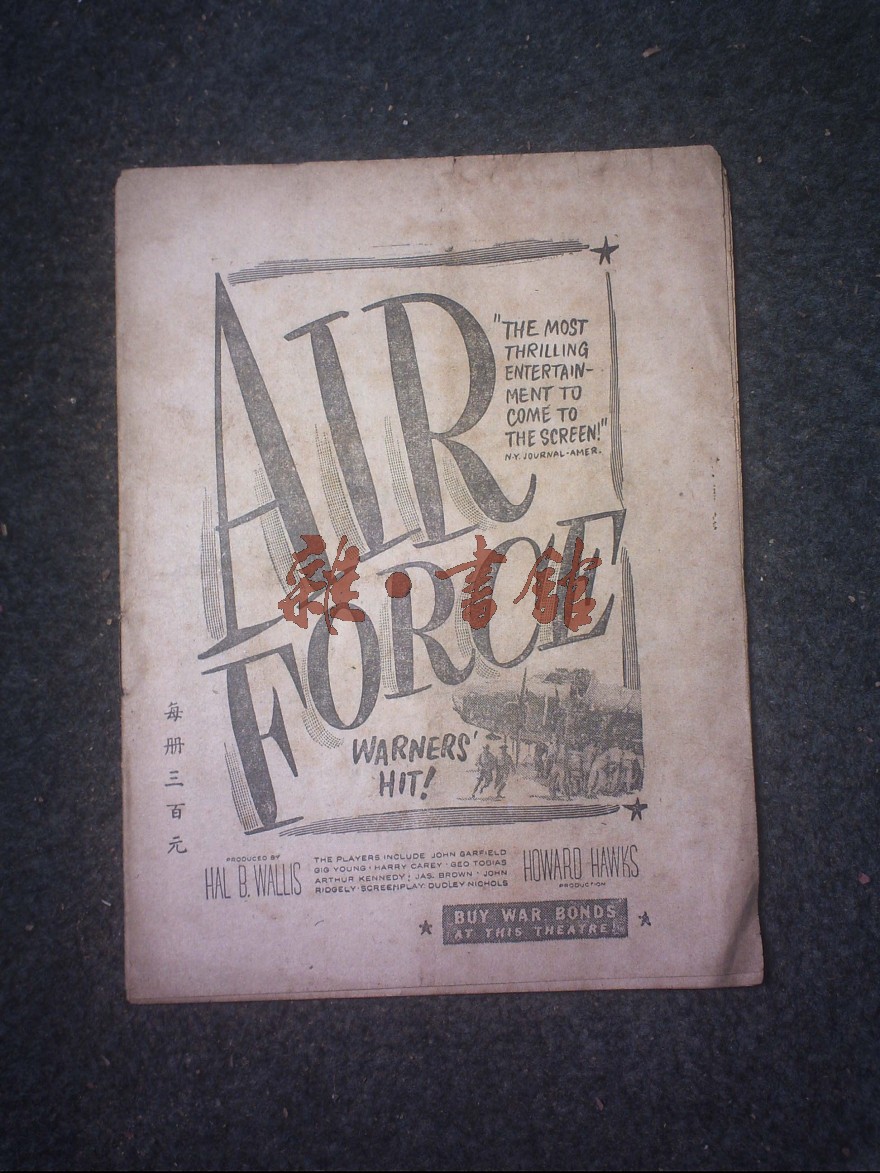 AIR
"THE MOST
THRILLING
ENTERTAIN-
MENT TO
COME TO
THE SCREEN!"
N.Y. JOURNAL-AMER.
FORCE
雜·書館
WARNERS'
HIT!
每册三百元
PRODUCED BY
HAL B. WALLIS
THE PLAYERS INCLUDE JOHN GARFIELD
GIG YOUNG · HARRY CAREY · GEO TOBIAS
ARTHUR KENNEDY · JAS. BROWN · JOHN
RIDGELY · SCREENPLAY · DUDLEY NICHOLS
HOWARD HAWKS
PRODUCTION
BUY WAR BONDS
AT THIS THEATRE!